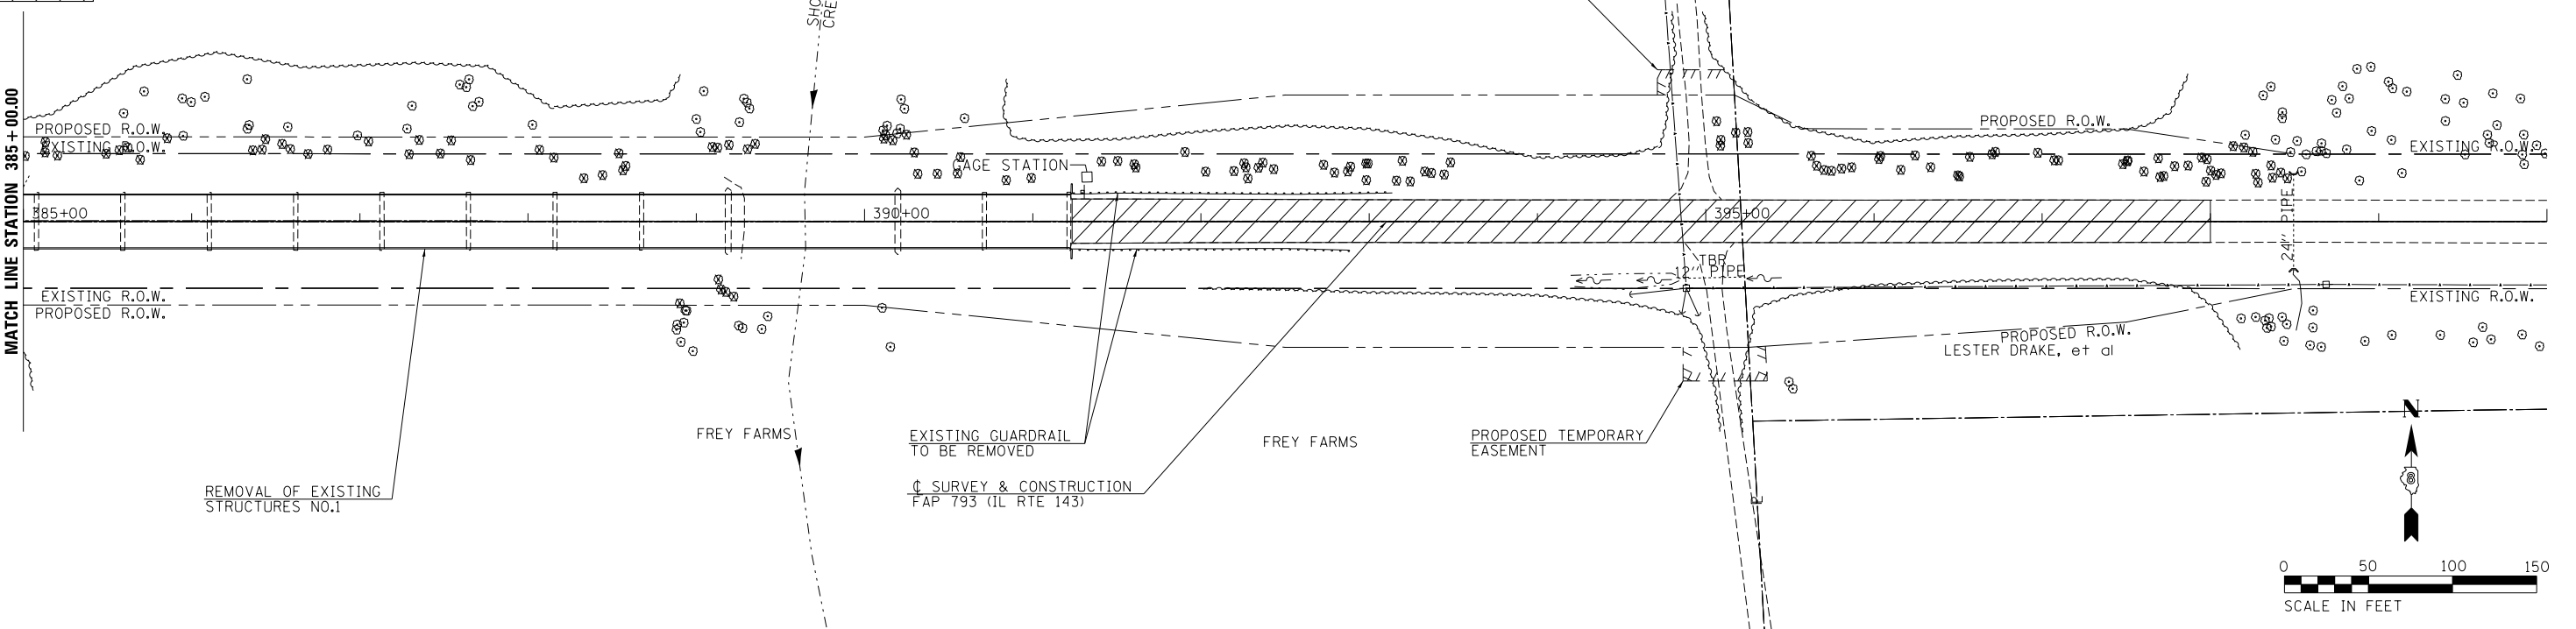 MATCH LINE STATION 385+00.00
PROPOSED R.O.W.
EXISTING R.O.W.
GAGE STATION
PROPOSED R.O.W.
EXISTING R.O.W.
385+00
390+00
395+00
24" PIPE
TBR
12" PIPE
EXISTING R.O.W.
PROPOSED R.O.W.
EXISTING R.O.W.
PROPOSED R.O.W.
LESTER DRAKE, et al
FREY FARMS
EXISTING GUARDRAIL
TO BE REMOVED
FREY FARMS
PROPOSED TEMPORARY
EASEMENT
REMOVAL OF EXISTING
STRUCTURES NO.1
℄ SURVEY & CONSTRUCTION
FAP 793 (IL RTE 143)
N
8
0 50 100 150
SCALE IN FEET